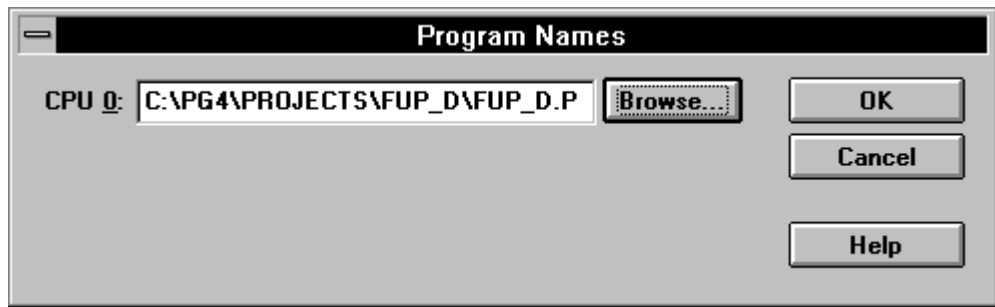 Program Names
CPU 0: C:\PG4\PROJECTS\FUP_D\FUP_D.P Browse... OK
Cancel
Help